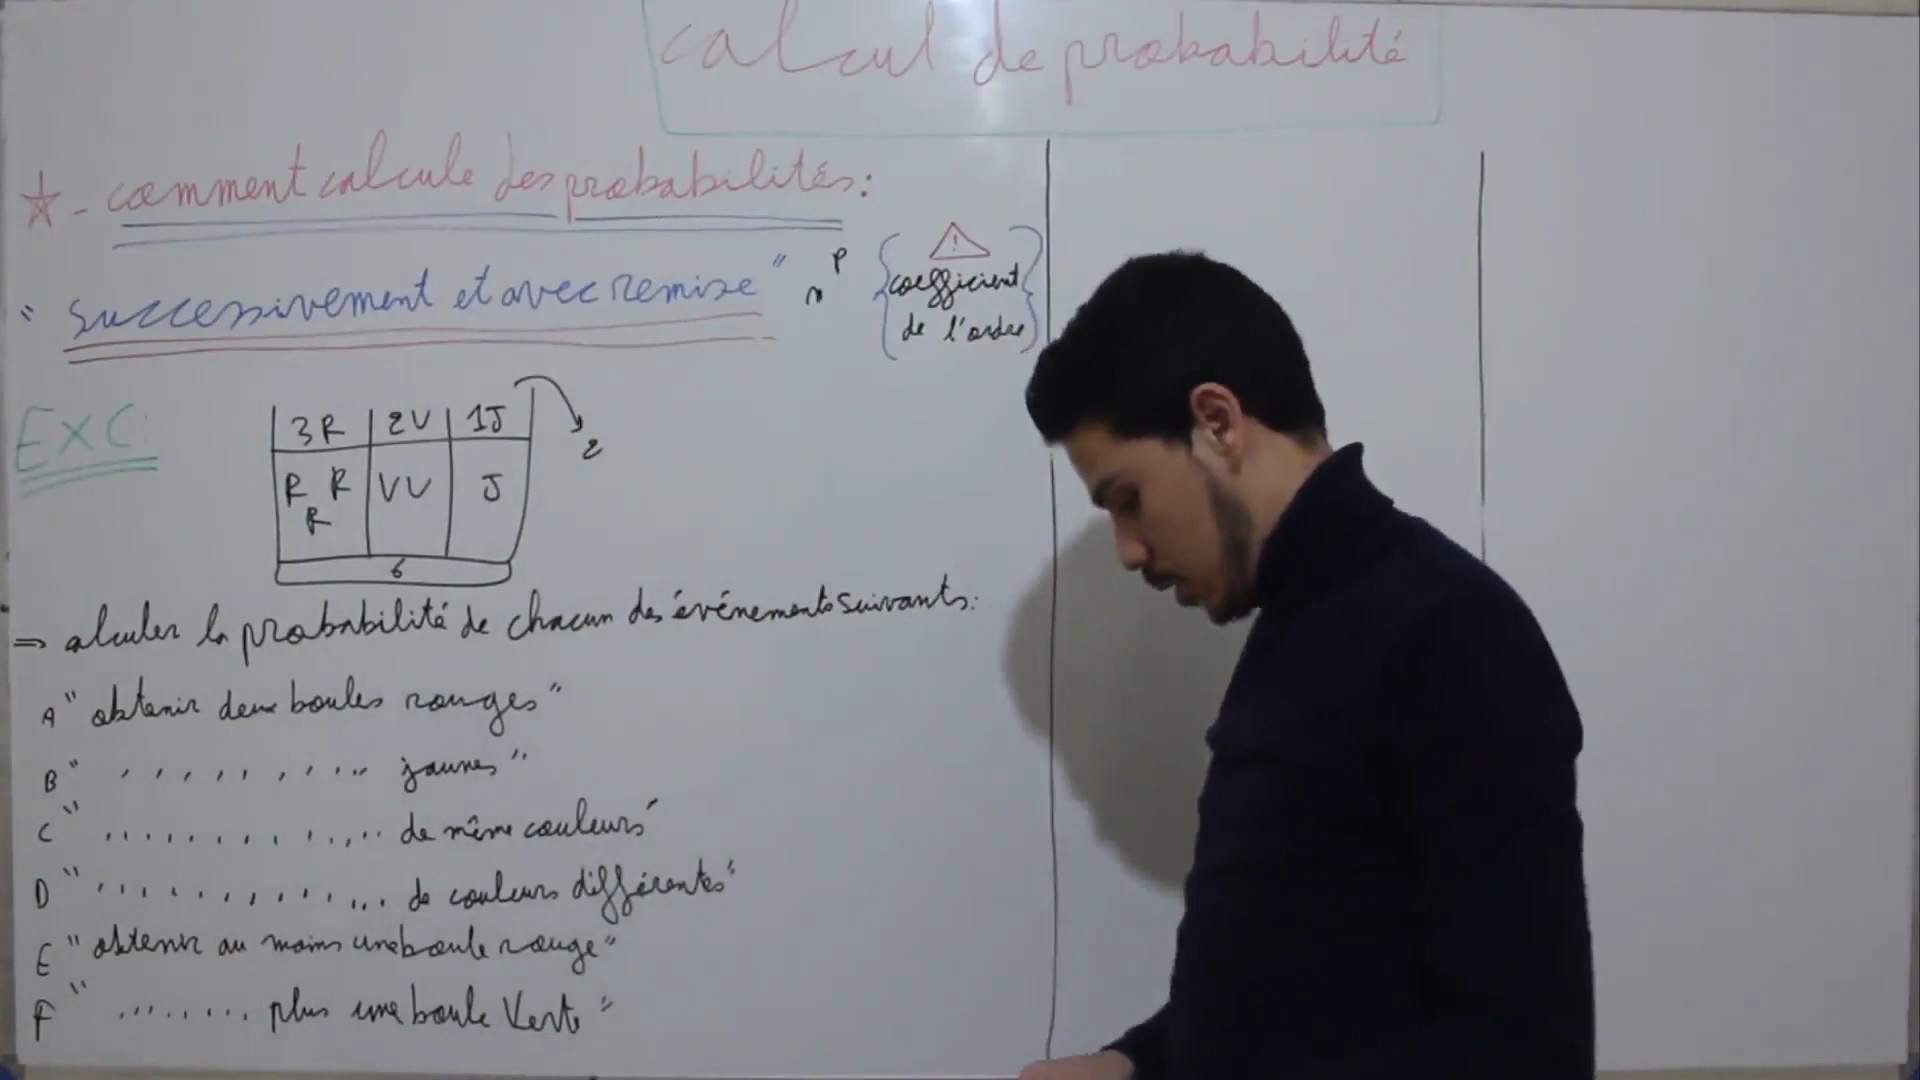 calcul de probabilité
☆ - comment calcule des probabilités:
" successivement et avec remise " n^p
! coefficient
de l'ordre
EXC:
3R 2V 1J
2
R R VV J
R
6
⇒ alculer la probabilité de chacun des événements suivants:
A " obtenir deux boules rouges "
B " .......... jaunes "
C " ............ de même couleurs "
D " ............ de couleurs différentes "
E " obtenir au moins une boule rouge "
F " ........ plus une boule Verte "